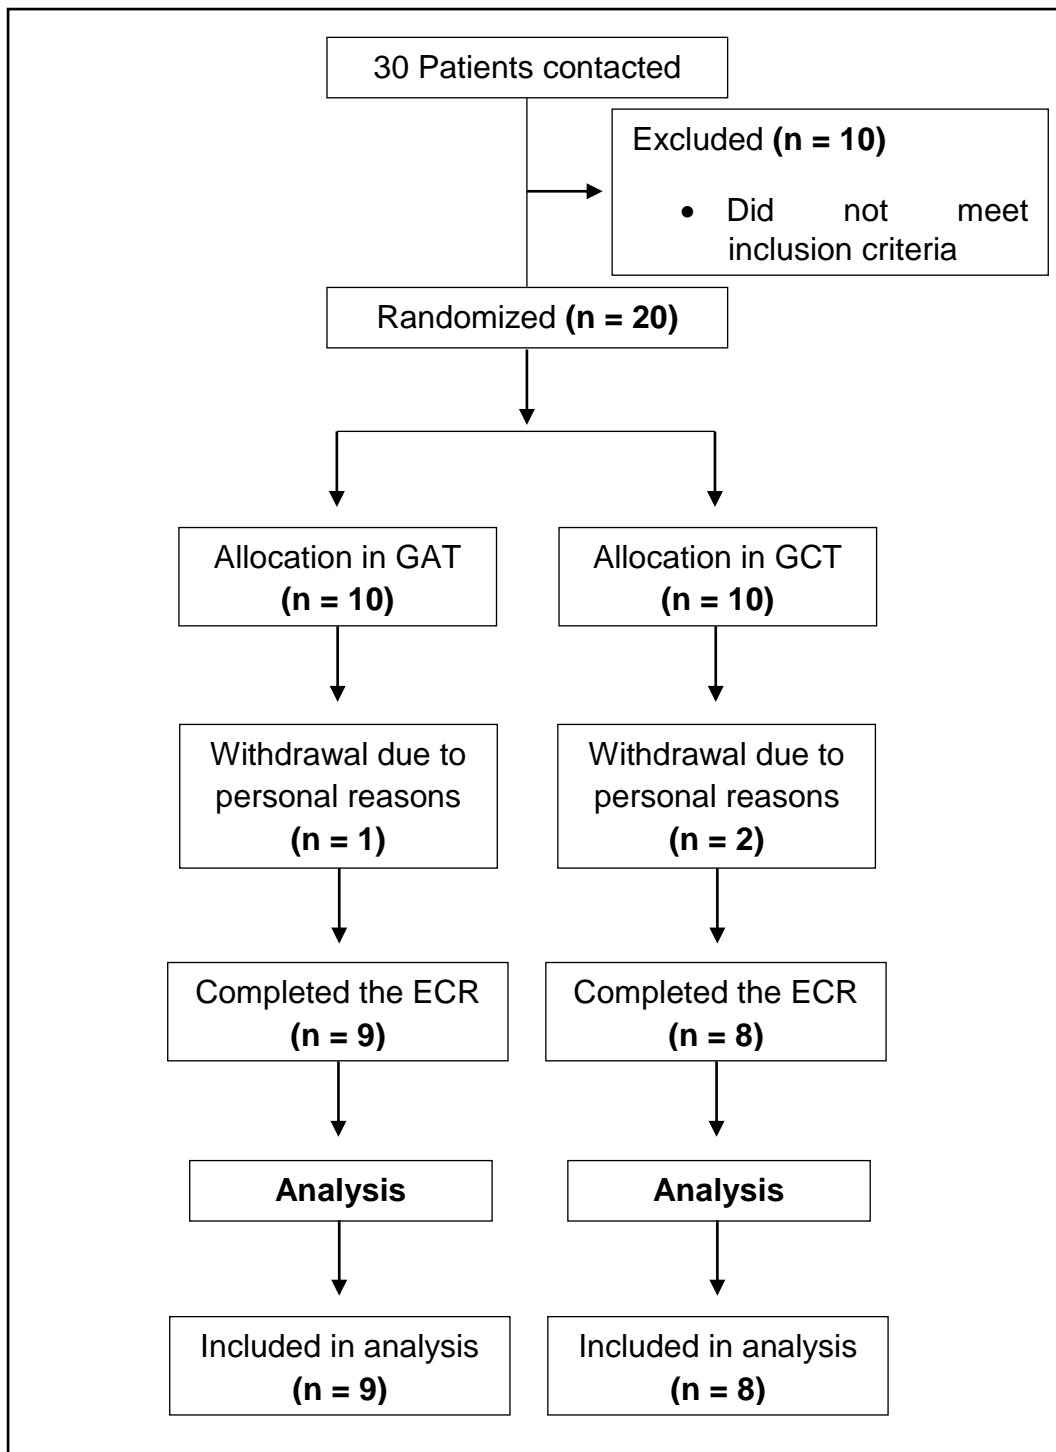 30 Patients contacted
Excluded (n = 10)
• Did not meet
inclusion criteria
Randomized (n = 20)
Allocation in GAT
(n = 10)
Allocation in GCT
(n = 10)
Withdrawal due to
personal reasons
(n = 1)
Withdrawal due to
personal reasons
(n = 2)
Completed the ECR
(n = 9)
Completed the ECR
(n = 8)
Analysis
Analysis
Included in analysis
(n = 9)
Included in analysis
(n = 8)